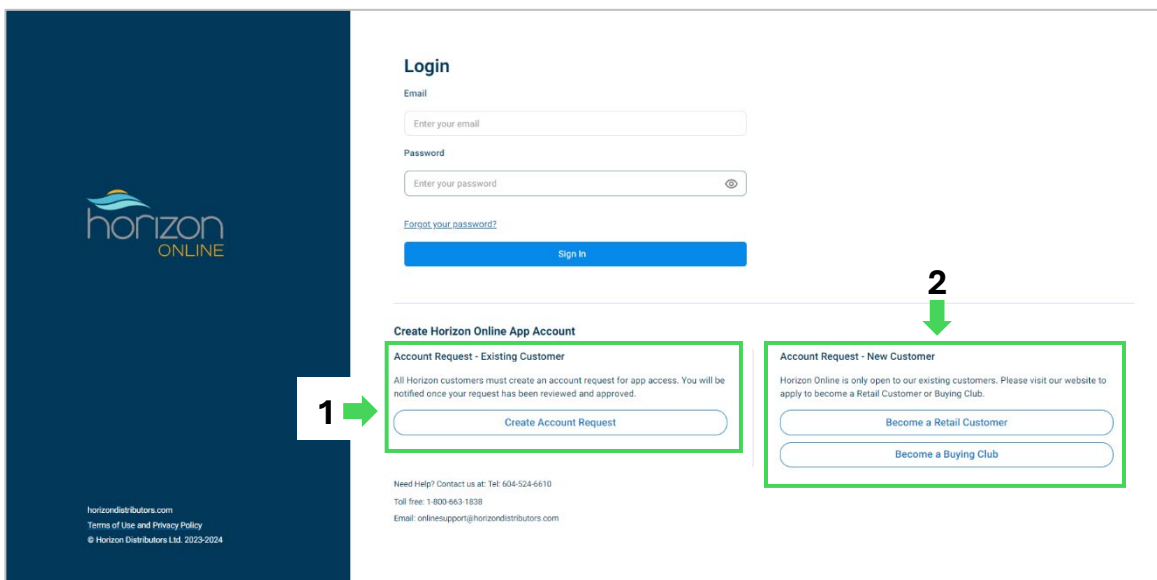 horizon
ONLINE
horizondistributors.com
Terms of Use and Privacy Policy
© Horizon Distributors Ltd. 2023-2024
Login
Email
Enter your email
Password
Enter your password
Forgot your password?
Sign In
Create Horizon Online App Account
1
Account Request - Existing Customer
All Horizon customers must create an account request for app access. You will be
notified once your request has been reviewed and approved.
Create Account Request
2
Account Request - New Customer
Horizon Online is only open to our existing customers. Please visit our website to
apply to become a Retail Customer or Buying Club.
Become a Retail Customer
Become a Buying Club
Need Help? Contact us at: Tel: 604-524-6610
Toll free: 1-800-663-1838
Email: onlinesupport@horizondistributors.com